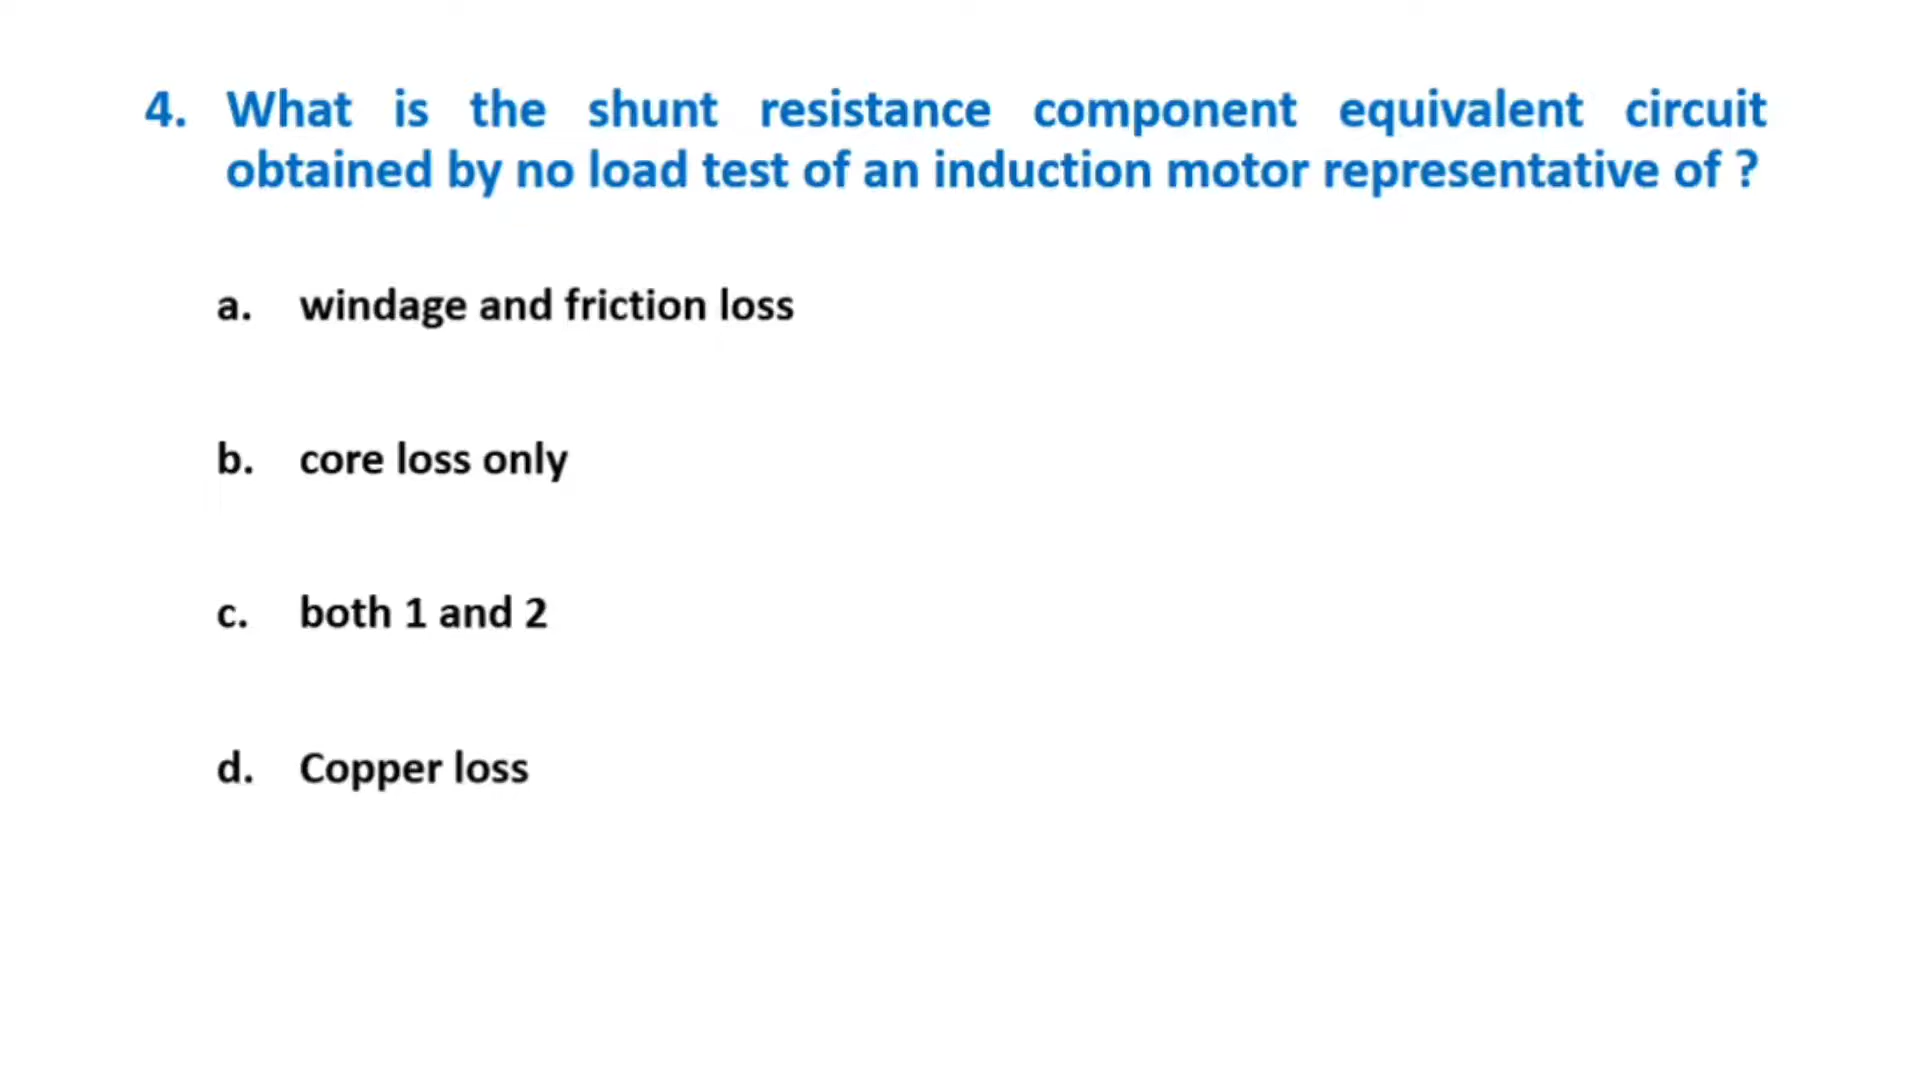 4. What is the shunt resistance component equivalent circuit
obtained by no load test of an induction motor representative of ?
a. windage and friction loss
b. core loss only
c. both 1 and 2
d. Copper loss